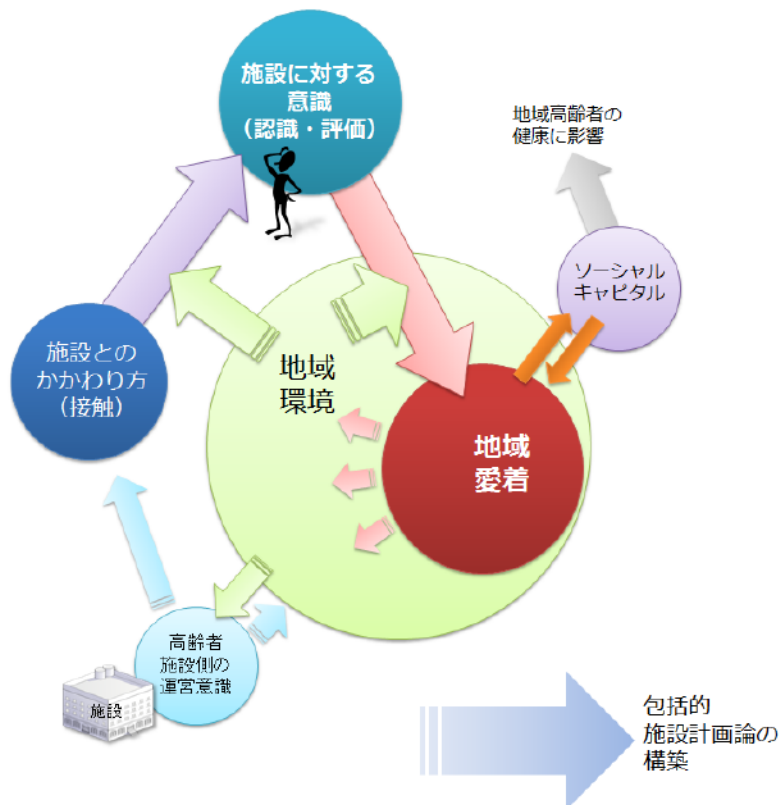 施設に対する
意識
（認識・評価）
地域高齢者の
健康に影響
ソーシャル
キャピタル
施設との
かかわり方
（接触）
地域
環境
地域
愛着
高齢者
施設側の
運営意識
施設
包括的
施設計画論の
構築